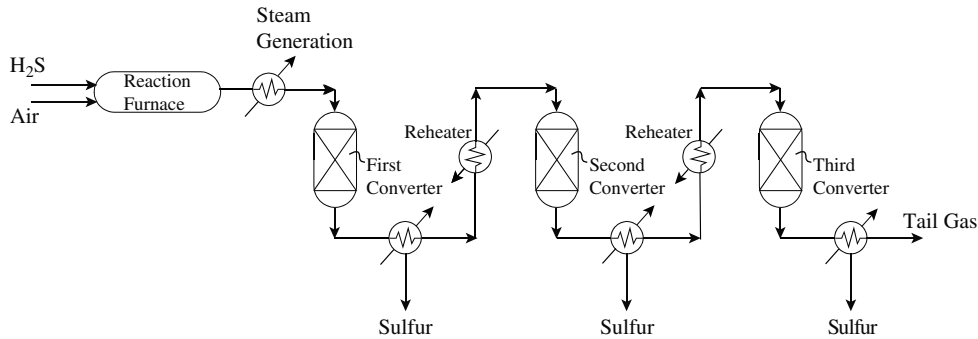 Steam
Generation
H₂S
Air
Reaction
Furnace
First
Converter
Reheater
Second
Converter
Reheater
Third
Converter
Tail Gas
Sulfur
Sulfur
Sulfur